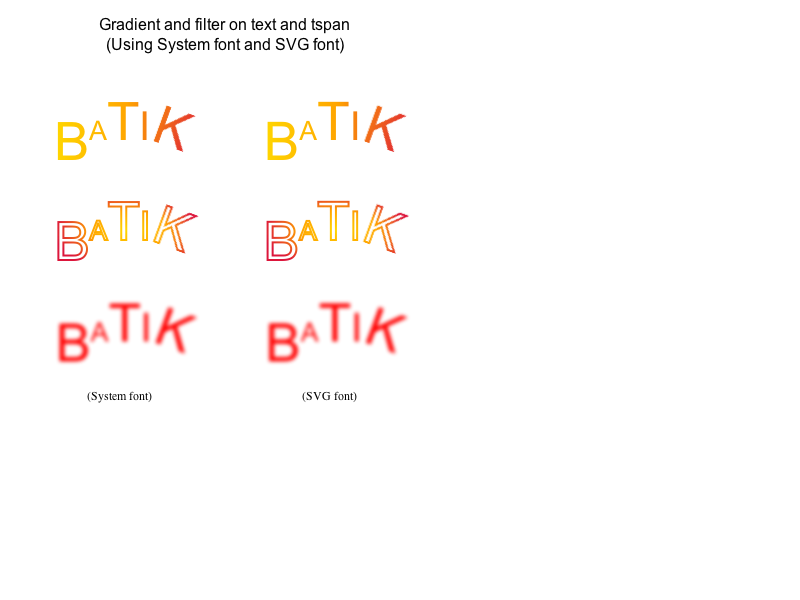 Gradient and filter on text and tspan
(Using System font and SVG font)
BATIK BATIK
BATIK BATIK
BATIK BATIK
(System font) (SVG font)